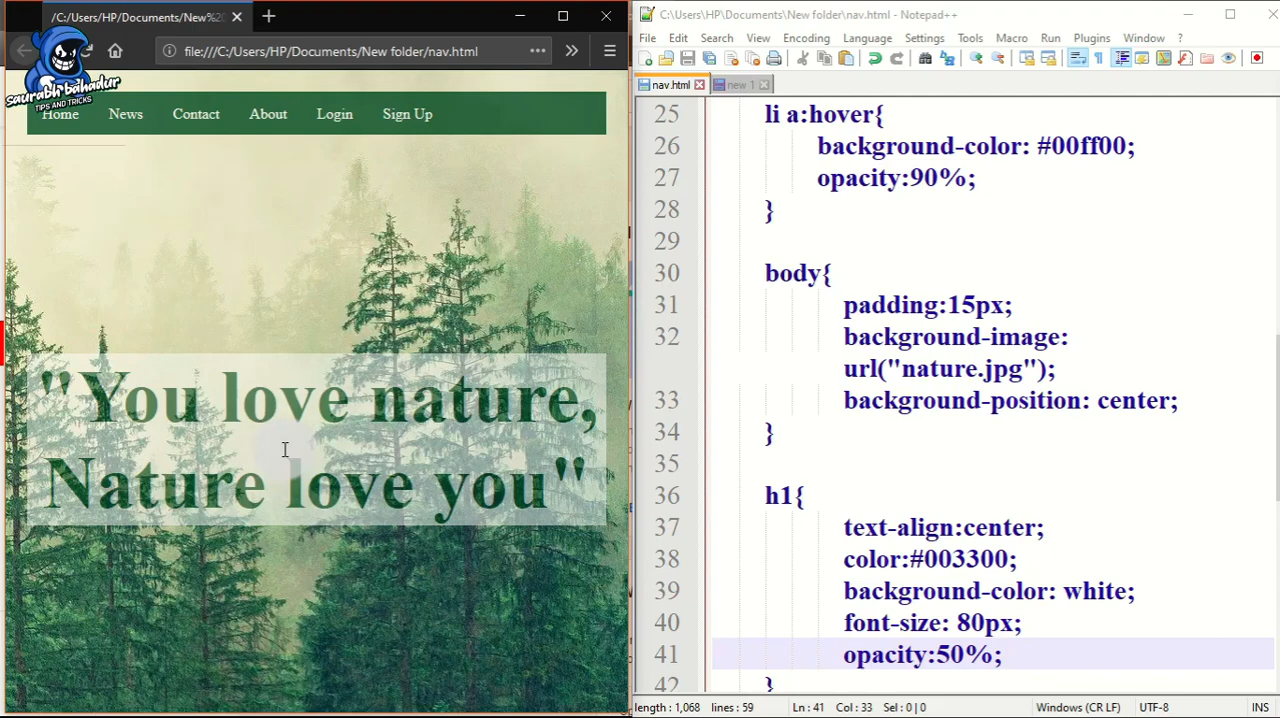 /C:/Users/HP/Documents/New%20
file:///C:/Users/HP/Documents/New folder/nav.html
saurabh bahadur
TIPS AND TRICKS
Home News Contact About Login Sign Up
"You love nature,
Nature love you"
C:\Users\HP\Documents\New folder\nav.html - Notepad++
File Edit Search View Encoding Language Settings Tools Macro Run Plugins Window ?
nav.html new 1
25 li a:hover{
26 background-color: #00ff00;
27 opacity:90%;
28 }
29
30 body{
31 padding:15px;
32 background-image:
url("nature.jpg");
33 background-position: center;
34 }
35
36 h1{
37 text-align:center;
38 color:#003300;
39 background-color: white;
40 font-size: 80px;
41 opacity:50%;
42 }
length : 1,068 lines : 59 Ln : 41 Col : 33 Sel : 0 | 0 Windows (CR LF) UTF-8 INS